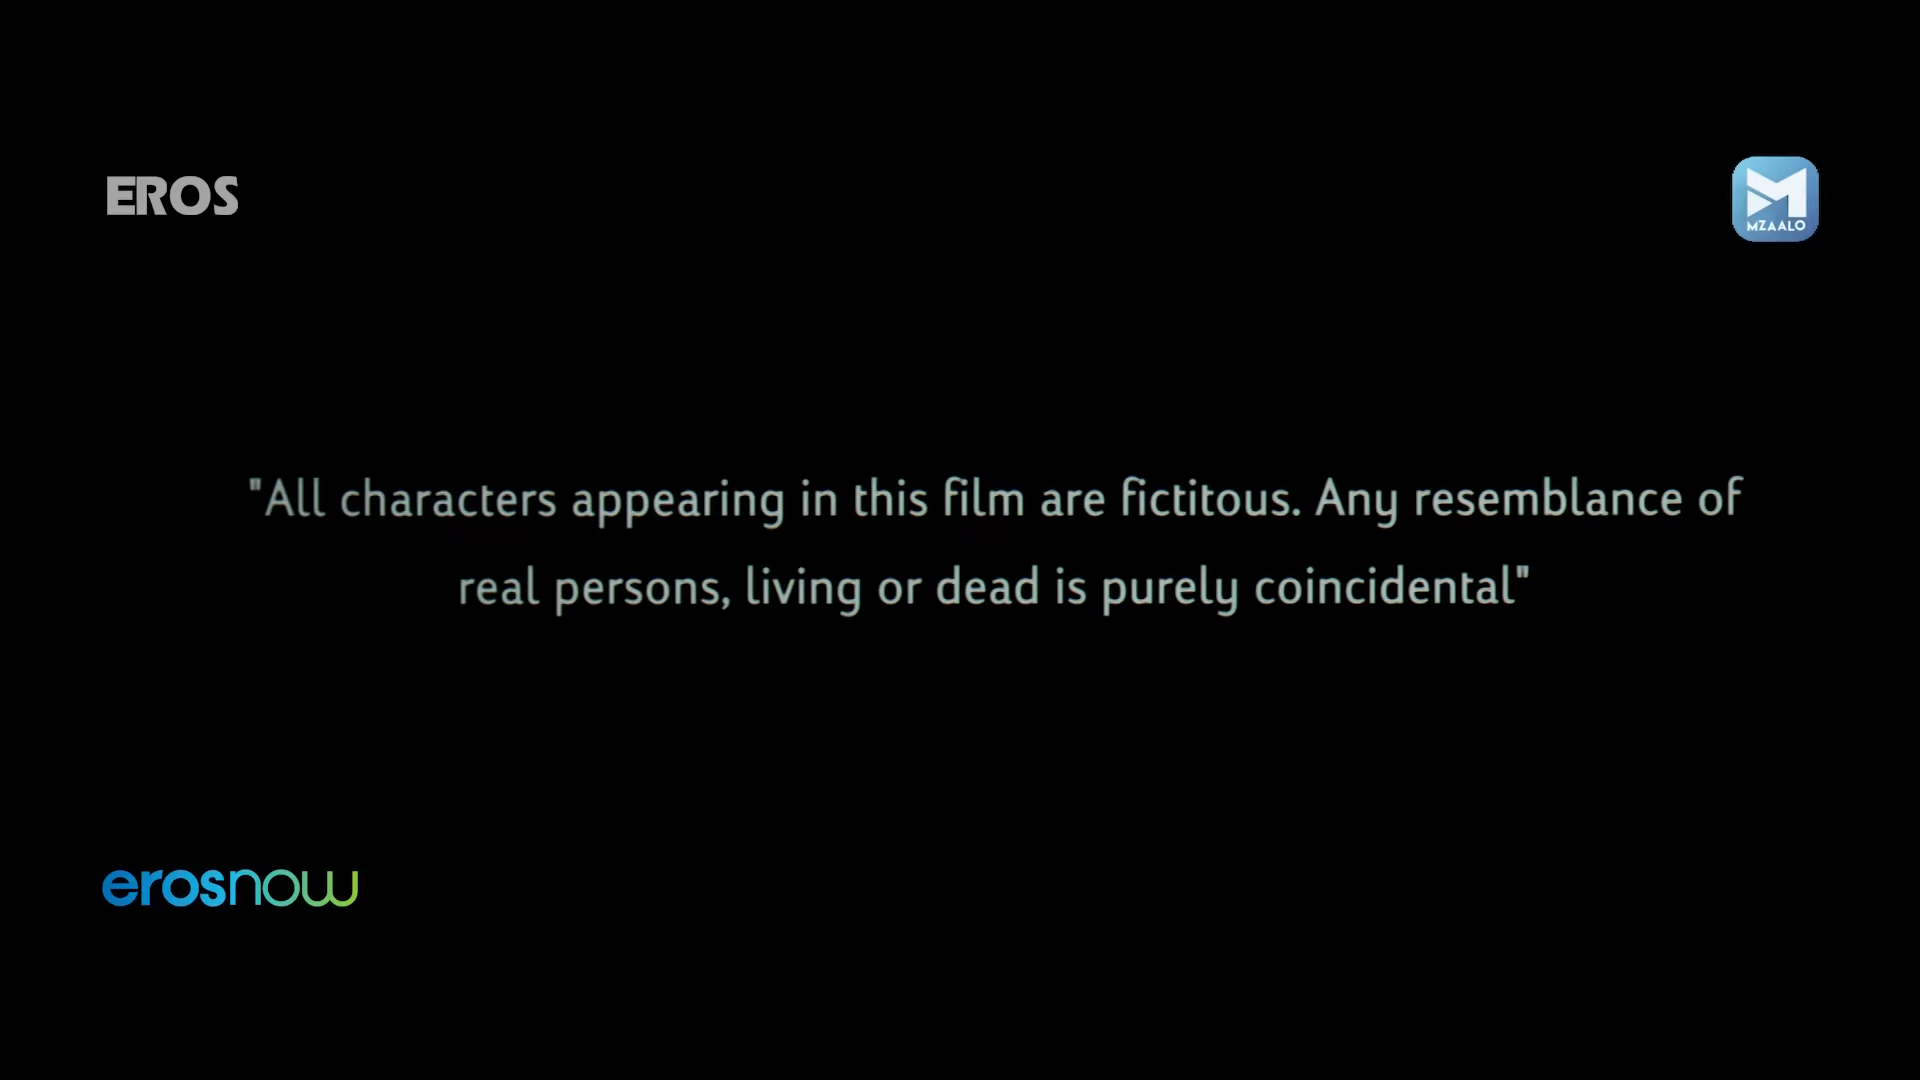 EROS
MZAALO
"All characters appearing in this film are fictitous. Any resemblance of
real persons, living or dead is purely coincidental"
erosnow